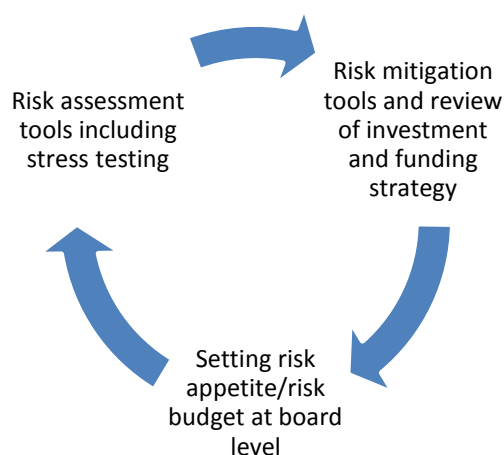 Risk assessment
tools including
stress testing
Risk mitigation
tools and review
of investment
and funding
strategy
Setting risk
appetite/risk
budget at board
level